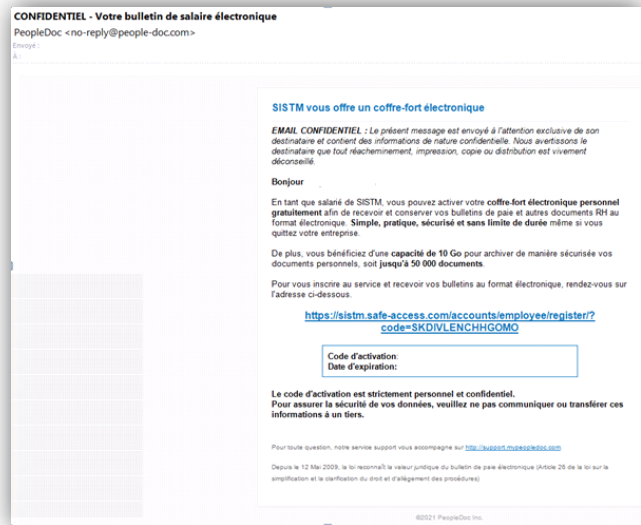 CONFIDENTIEL - Votre bulletin de salaire électronique
PeopleDoc <no-reply@people-doc.com>
Envoyé :
À :
SISTM vous offre un coffre-fort électronique
EMAIL CONFIDENTIEL : Le présent message est envoyé à l'attention exclusive de son
destinataire et contient des informations de nature confidentielle. Nous avertissons le
destinataire que tout réacheminement, impression, copie ou distribution est vivement
déconseillé.
Bonjour
En tant que salarié de SISTM, vous pouvez activer votre coffre-fort électronique personnel
gratuitement afin de recevoir et conserver vos bulletins de paie et autres documents RH au
format électronique. Simple, pratique, sécurisé et sans limite de durée même si vous
quittez votre entreprise.
De plus, vous bénéficiez d'une capacité de 10 Go pour archiver de manière sécurisée vos
documents personnels, soit jusqu'à 50 000 documents.
Pour vous inscrire au service et recevoir vos bulletins au format électronique, rendez-vous sur
l'adresse ci-dessous.
https://sistm.safe-access.com/accounts/employee/register/?
code=SKDIVLENCHHGOMO
Code d'activation:
Date d'expiration:
Le code d'activation est strictement personnel et confidentiel.
Pour assurer la sécurité de vos données, veuillez ne pas communiquer ou transférer ces
informations à un tiers.
Pour toute question, notre service support vous accompagne sur http://support.mypeopledoc.com
Depuis le 12 Mai 2009, la loi reconnaît la valeur juridique du bulletin de paie électronique (Article 26 de la loi sur la
simplification et la clarification du droit et d'allègement des procédures)
©2021 PeopleDoc Inc.